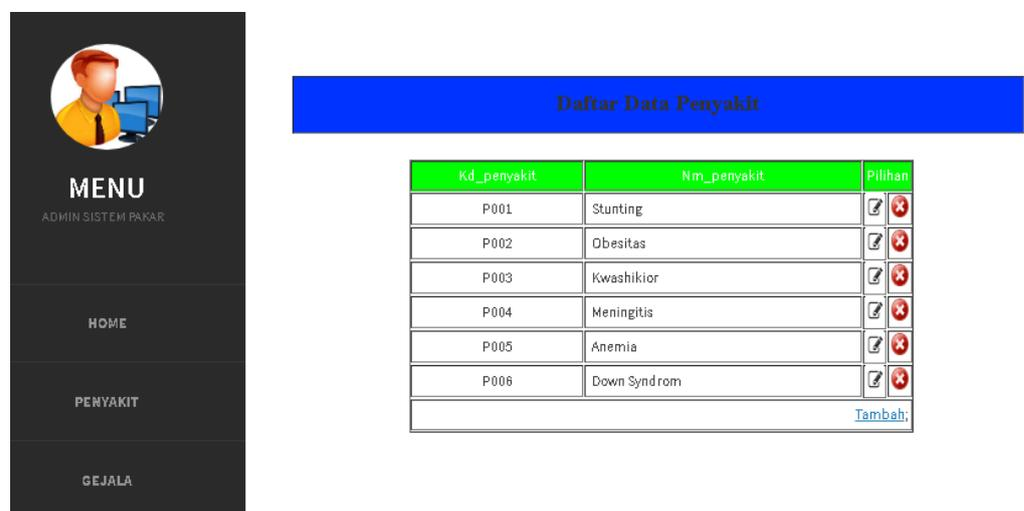 MENU
ADMIN SISTEM PAKAR
HOME
PENYAKIT
GEJALA
Daftar Data Penyakit
Kd_penyakit Nm_penyakit Pilihan
P001 Stunting
P002 Obesitas
P003 Kwashikior
P004 Meningitis
P005 Anemia
P006 Down Syndrom
Tambah;